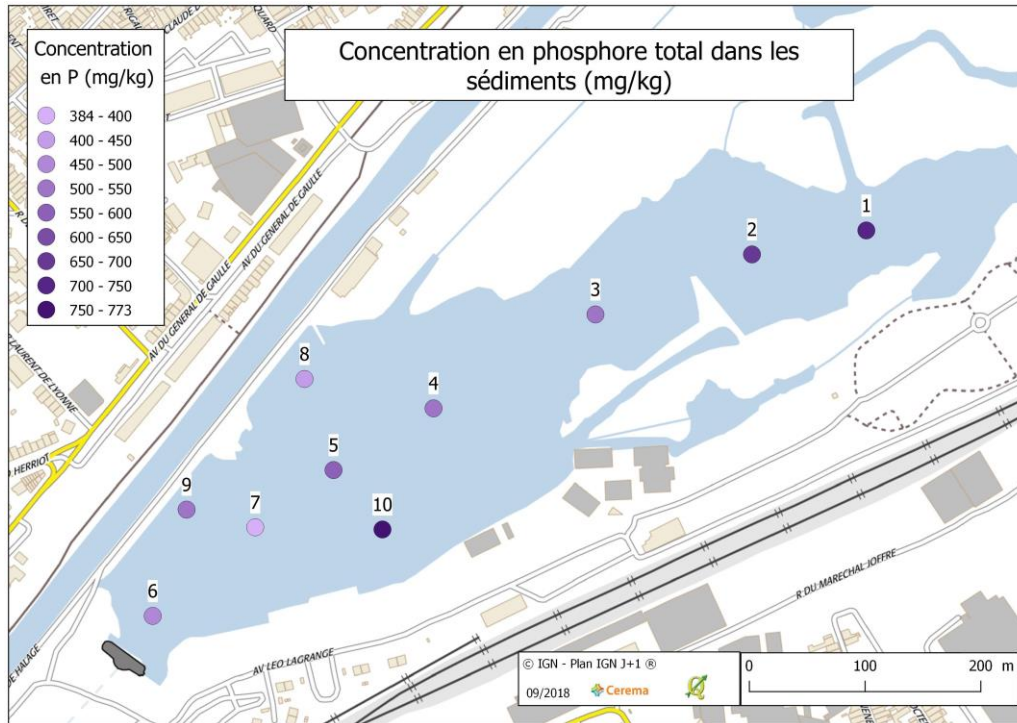 Concentration
en P (mg/kg)
384 - 400
400 - 450
450 - 500
500 - 550
550 - 600
600 - 650
650 - 700
700 - 750
750 - 773
Concentration en phosphore total dans les
sédiments (mg/kg)
AV DU GENERAL DE GAULLE
AV DU GENERAL DE GAULLE
1
2
3
8
4
5
9
7
10
6
HERRIOT
AV LEO LAGRANGE
R DU MARECHAL JOFFRE
DE HALAGE
© IGN - Plan IGN J+1 ®
09/2018
Cerema
0 100 200 m